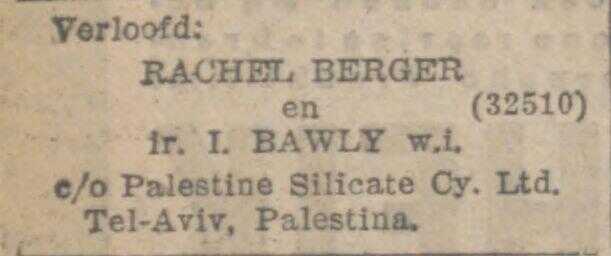 Verloofd:
RACHEL BERGER
en (32510)
ir. I. BAWLY w.i.
c/o Palestine Silicate Cy. Ltd.
Tel-Aviv, Palestina.